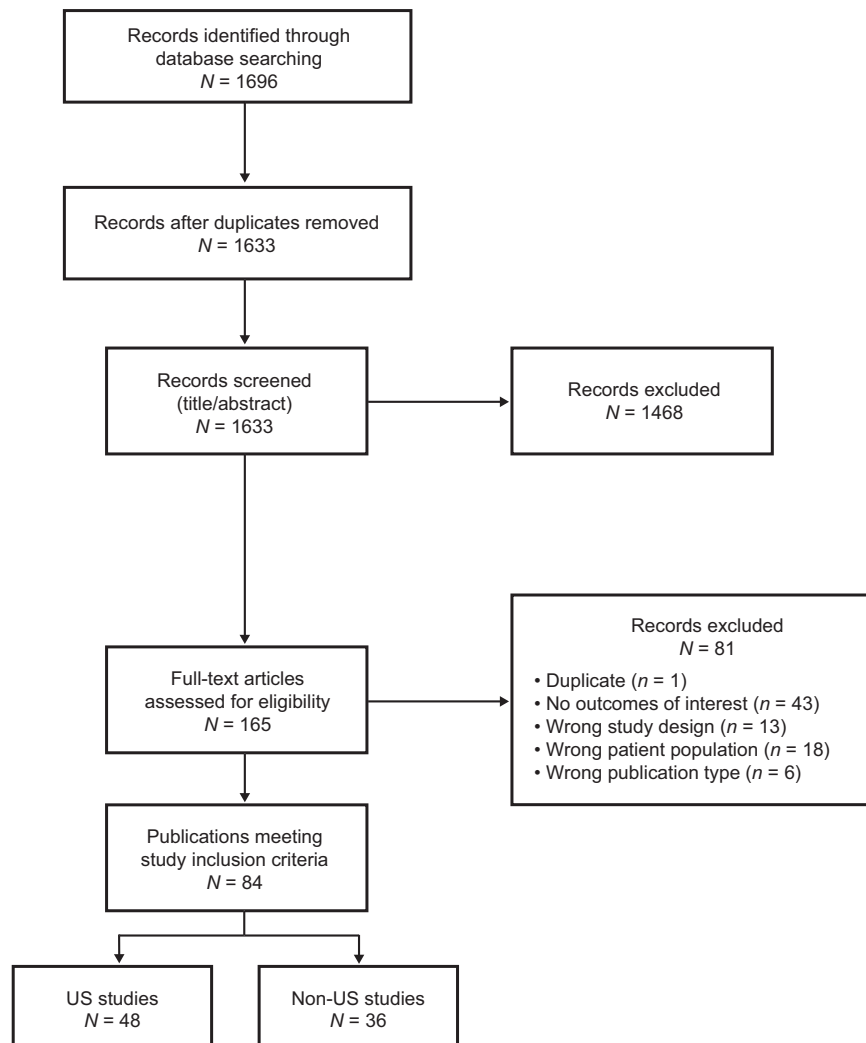 Records identified through
database searching
N = 1696
Records after duplicates removed
N = 1633
Records screened
(title/abstract)
N = 1633
Records excluded
N = 1468
Full-text articles
assessed for eligibility
N = 165
Records excluded
N = 81
• Duplicate (n = 1)
• No outcomes of interest (n = 43)
• Wrong study design (n = 13)
• Wrong patient population (n = 18)
• Wrong publication type (n = 6)
Publications meeting
study inclusion criteria
N = 84
US studies
N = 48
Non-US studies
N = 36